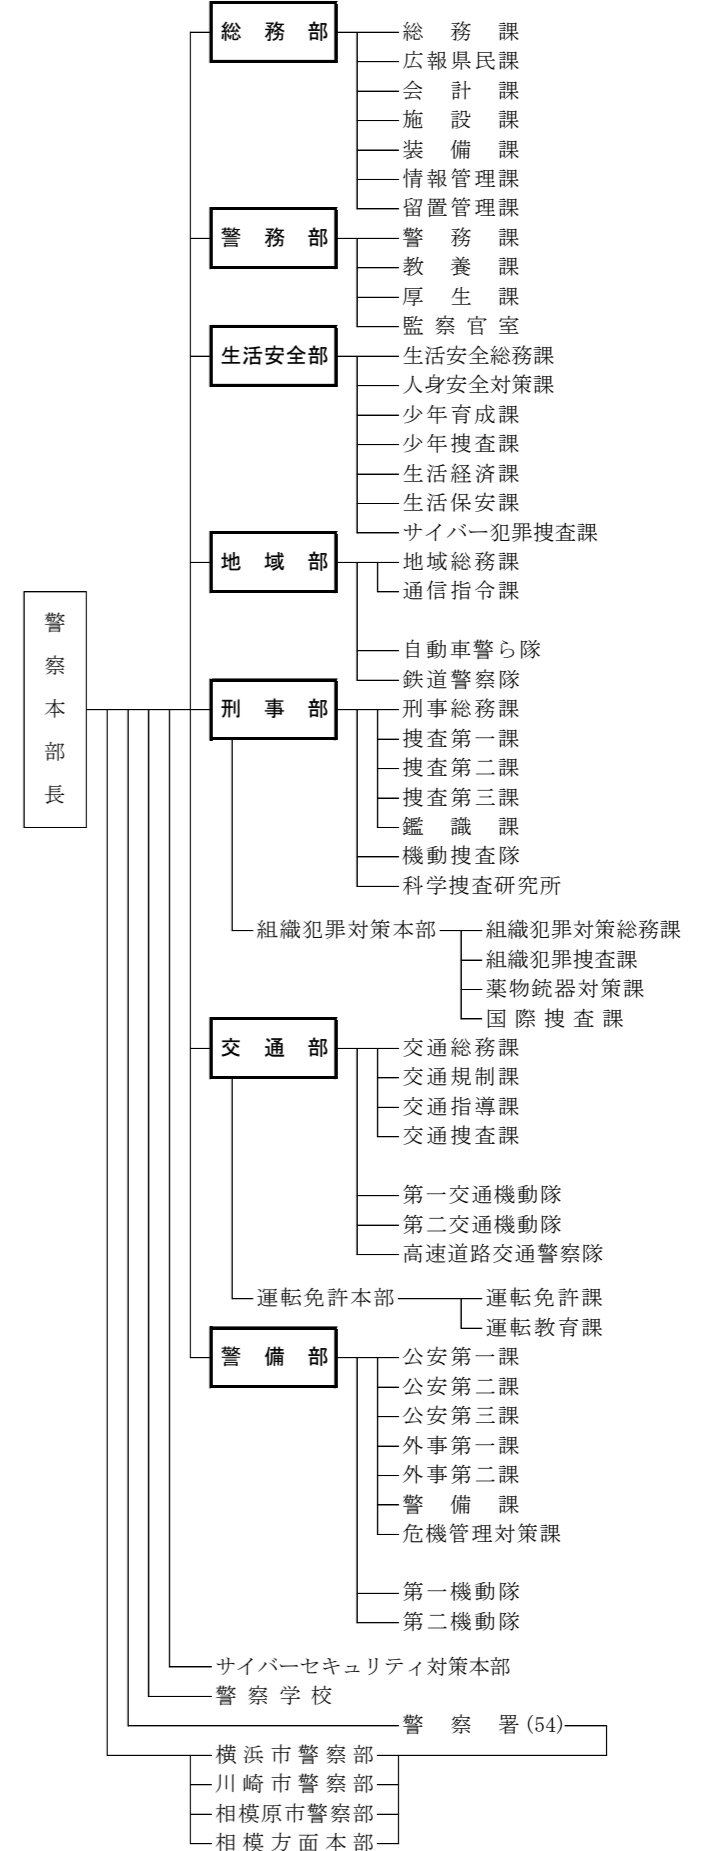 総務部
総務課
広報県民課
会計課
施設課
装備課
情報管理課
留置管理課
警務部
警務課
教養課
厚生課
監察官室
生活安全部
生活安全総務課
人身安全対策課
少年育成課
少年捜査課
生活経済課
生活保安課
サイバー犯罪捜査課
地域部
地域総務課
通信指令課
自動車警ら隊
鉄道警察隊
警察本部長
刑事部
刑事総務課
捜査第一課
捜査第二課
捜査第三課
鑑識課
機動捜査隊
科学捜査研究所
組織犯罪対策本部
組織犯罪対策総務課
組織犯罪捜査課
薬物銃器対策課
国際捜査課
交通部
交通総務課
交通規制課
交通指導課
交通捜査課
第一交通機動隊
第二交通機動隊
高速道路交通警察隊
運転免許本部
運転免許課
運転教育課
警備部
公安第一課
公安第二課
公安第三課
外事第一課
外事第二課
警備課
危機管理対策課
第一機動隊
第二機動隊
サイバーセキュリティ対策本部
警察学校
警察署(54)
横浜市警察部
川崎市警察部
相模原市警察部
相模方面本部